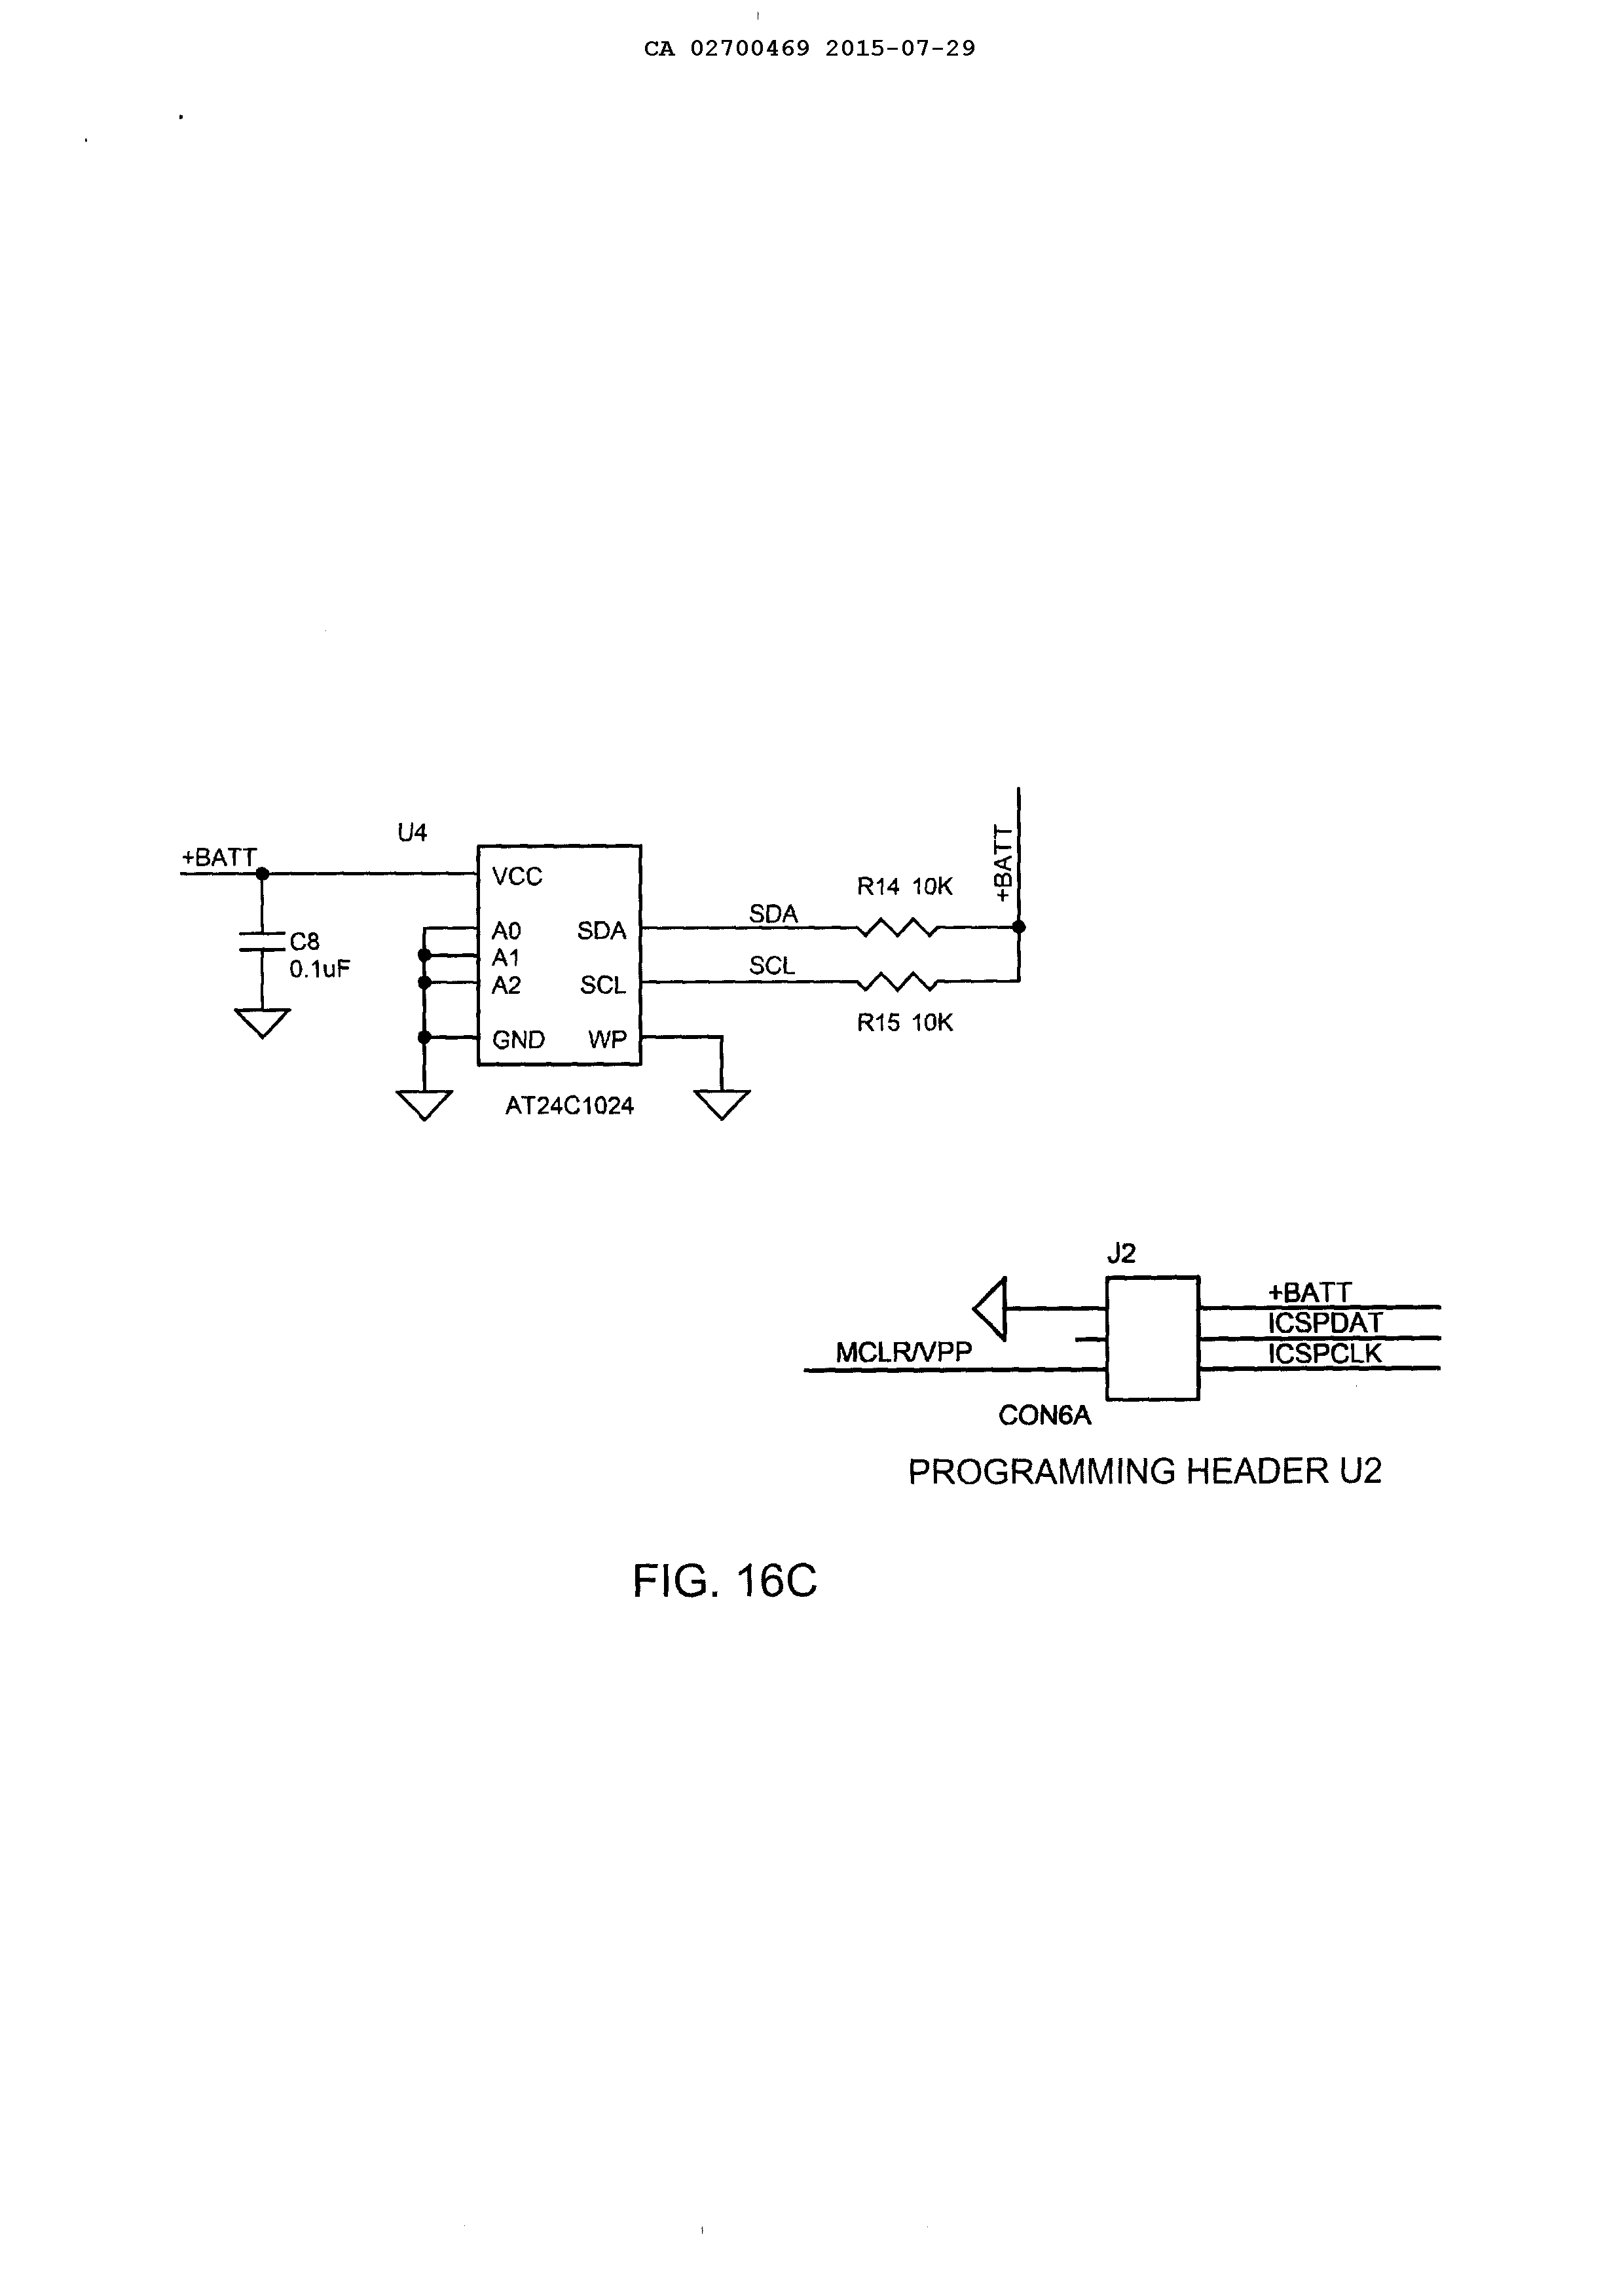 CA 02700469 2015-07-29
U4
+BATT
VCC
A0 SDA
A1
A2 SCL
GND WP
AT24C1024
C8
0.1uF
SDA
SCL
R14 10K
R15 10K
+BATT
J2
+BATT
ICSPDAT
ICSPCLK
MCLR/VPP
CON6A
PROGRAMMING HEADER U2
FIG. 16C